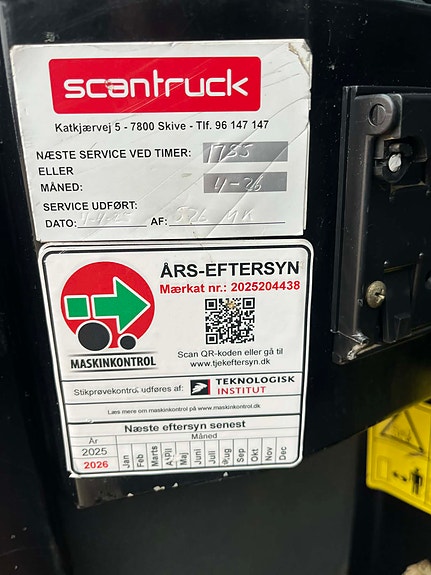 scantruck
Katkjærvej 5 - 7800 Skive - Tlf. 96 147 147
NÆSTE SERVICE VED TIMER: 1755
ELLER
MÅNED: 4-26
SERVICE UDFØRT:
DATO: AF:
ÅRS-EFTERSYN
Mærkat nr.: 2025204438
MASKINKONTROL
Scan QR-koden eller gå til
www.tjekeftersyn.dk
Stikprøvekontrol udføres af: TEKNOLOGISK INSTITUT
Læs mere om maskinkontrol på www.maskinkontrol.dk
Næste eftersyn senest
År Måned
2025
2026 Jan Feb Marts April Maj Juni Juli Aug Sep Okt Nov Dec